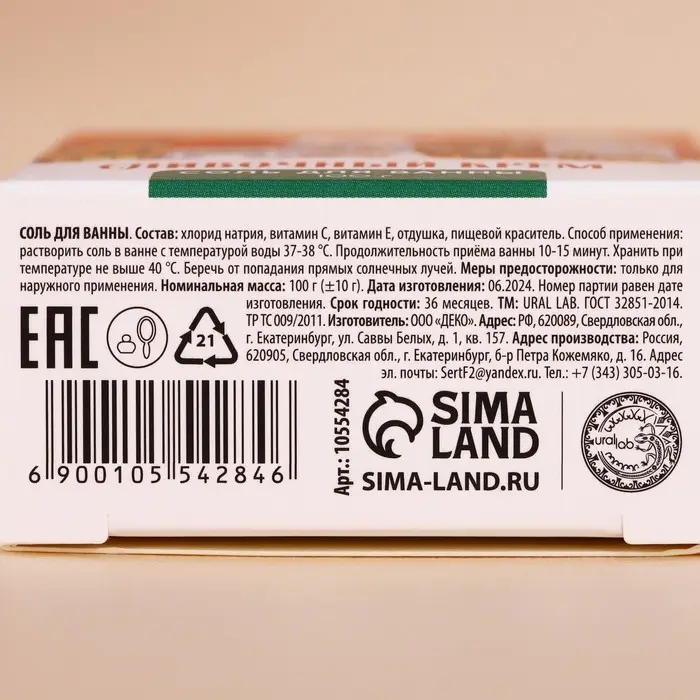 СЛИВОЧНЫЙ КРЕМ
СОЛЬ ДЛЯ ВАННЫ
100 г
СОЛЬ ДЛЯ ВАННЫ. Состав: хлорид натрия, витамин С, витамин Е, отдушка, пищевой краситель. Способ применения:
растворить соль в ванне с температурой воды 37-38 °С. Продолжительность приёма ванны 10-15 минут. Хранить при
температуре не выше 40 °С. Беречь от попадания прямых солнечных лучей. Меры предосторожности: только для
наружного применения. Номинальная масса: 100 г (±10 г). Дата изготовления: 06.2024. Номер партии равен дате
изготовления. Срок годности: 36 месяцев. ТМ: URAL LAB. ГОСТ 32851-2014.
ТР ТС 009/2011. Изготовитель: ООО «ДЕКО». Адрес: РФ, 620089, Свердловская обл.,
г. Екатеринбург, ул. Саввы Белых, д. 1, кв. 157. Адрес производства: Россия,
620905, Свердловская обл., г. Екатеринбург, б-р Петра Кожемяко, д. 16. Адрес
эл. почты: SertF2@yandex.ru. Тел.: +7 (343) 305-03-16.
ЕАС
21
6 900105 542846
Арт.: 10554284
SIMA
LAND
SIMA-LAND.RU
ural lab